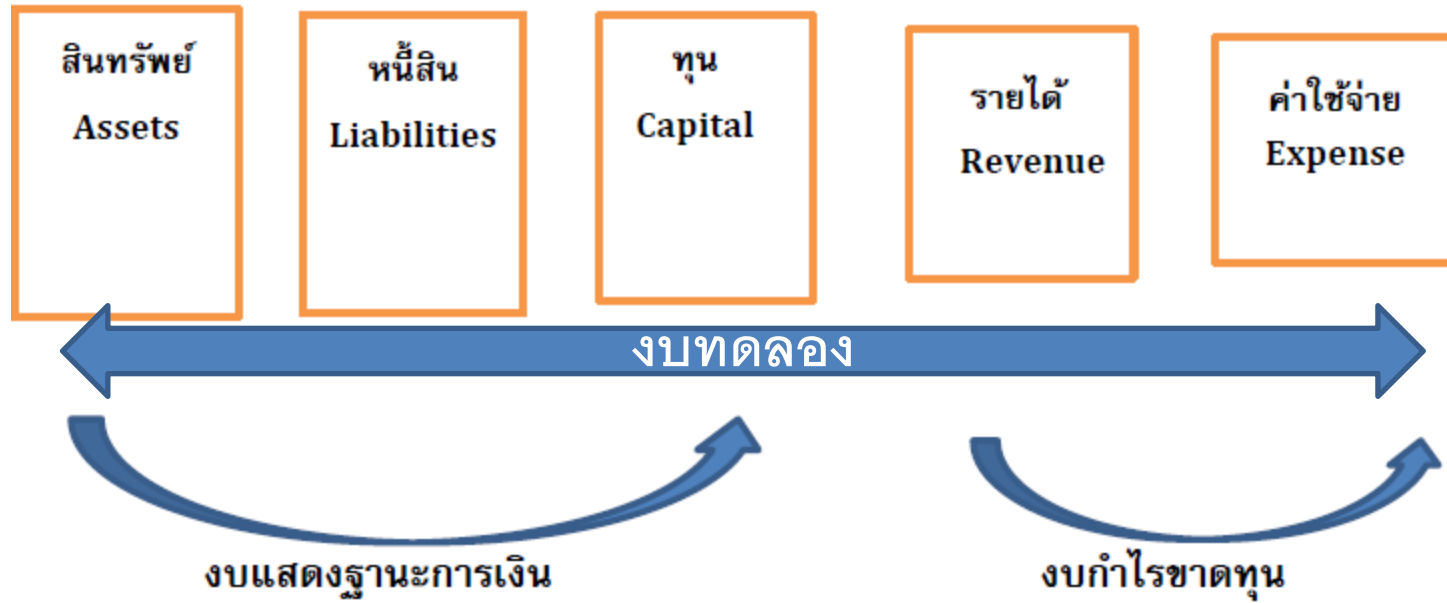 สินทรัพย์
Assets
หนี้สิน
Liabilities
ทุน
Capital
รายได้
Revenue
ค่าใช้จ่าย
Expense
งบทดลอง
งบแสดงฐานะการเงิน
งบกำไรขาดทุน